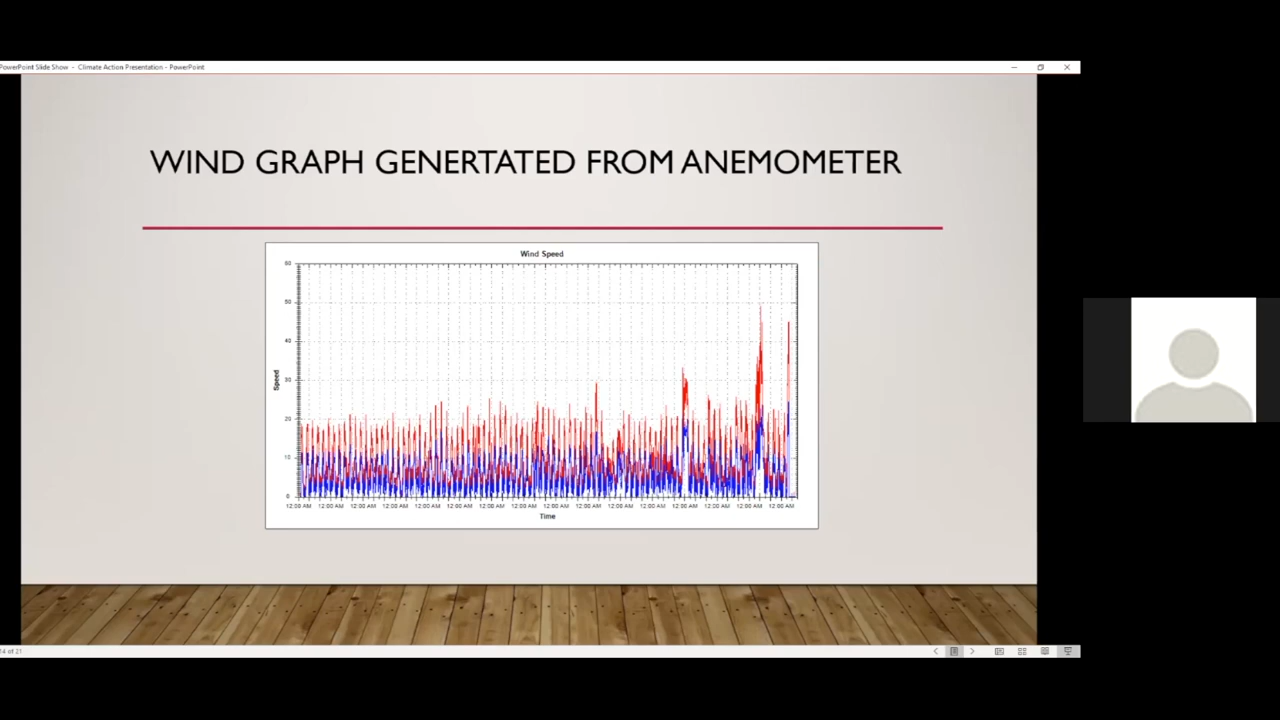 PowerPoint Slide Show - Climate Action Presentation - PowerPoint
WIND GRAPH GENERTATED FROM ANEMOMETER
Wind Speed
60
50
40
30
20
10
0
Speed
12:00 AM 12:00 AM 12:00 AM 12:00 AM 12:00 AM 12:00 AM 12:00 AM 12:00 AM 12:00 AM 12:00 AM 12:00 AM 12:00 AM 12:00 AM 12:00 AM 12:00 AM 12:00 AM
Time
14 of 21